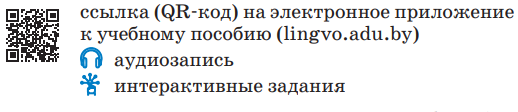 ссылка (QR-код) на электронное приложение
к учебному пособию (lingvo.adu.by)
аудиозапись
интерактивные задания